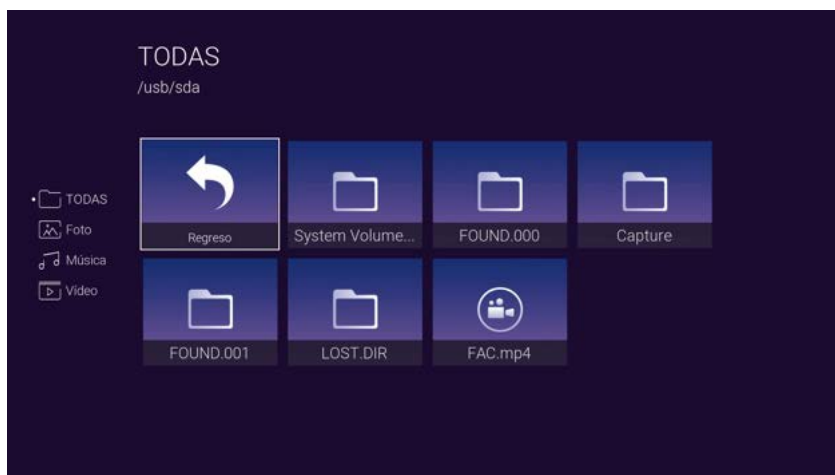 TODAS
/usb/sda
TODAS
Foto
Música
Vídeo
Regreso
System Volume...
FOUND.000
Capture
FOUND.001
LOST.DIR
FAC.mp4